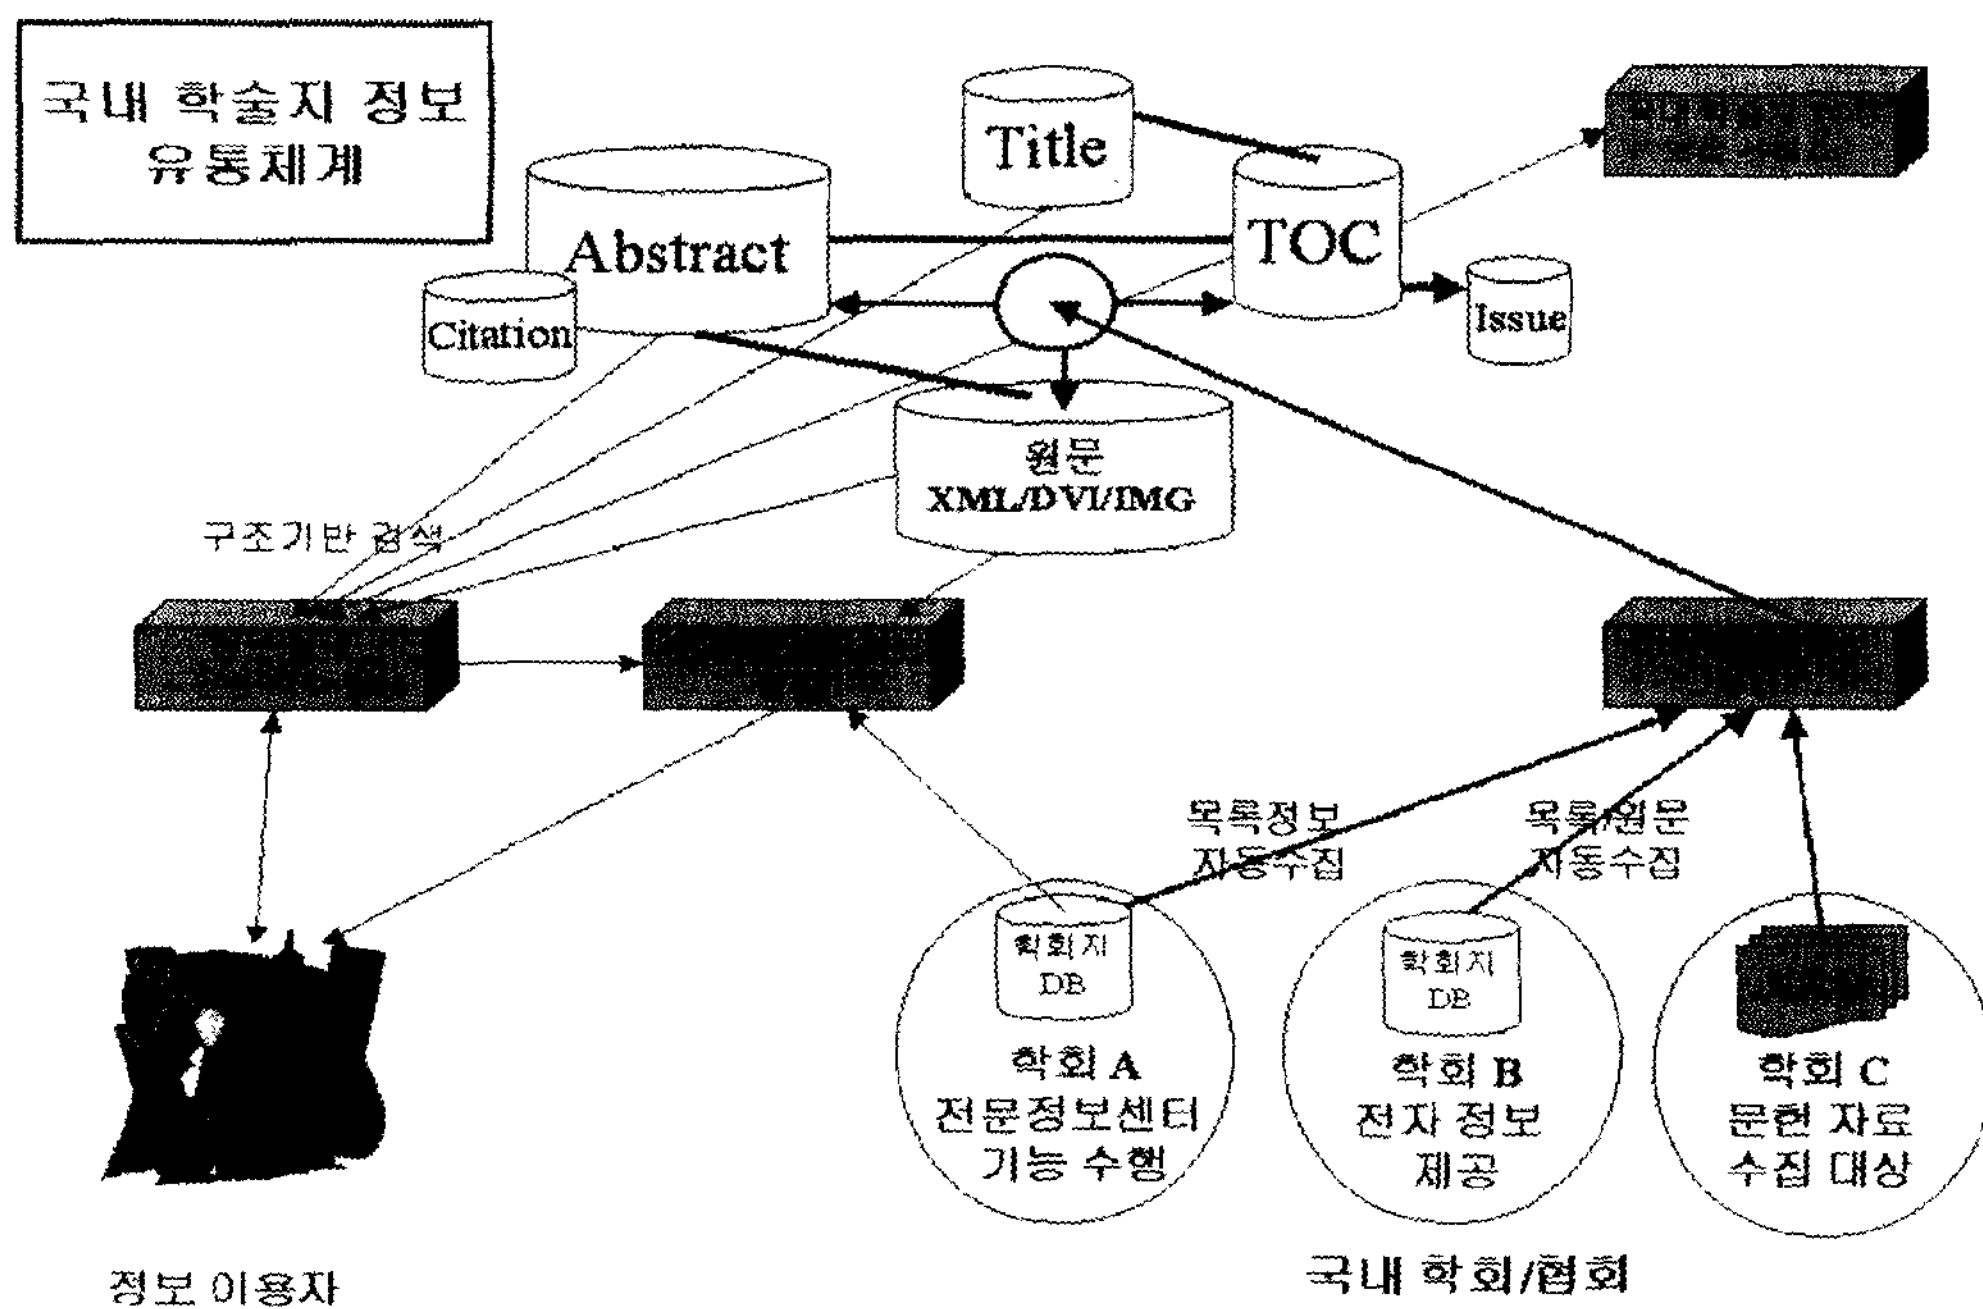 국내 학술지 정보
유통체계
Title
Abstract
TOC
Citation
Issue
원문
XML/DVI/IMG
구조기반 검색
목록정보
자동수집
목록/원문
자동수집
학회지
DB
학회 A
전문정보센터
기능 수행
학회지
DB
학회 B
전자 정보
제공
학회 C
문헌 자료
수집 대상
정보 이용자
국내 학회/협회